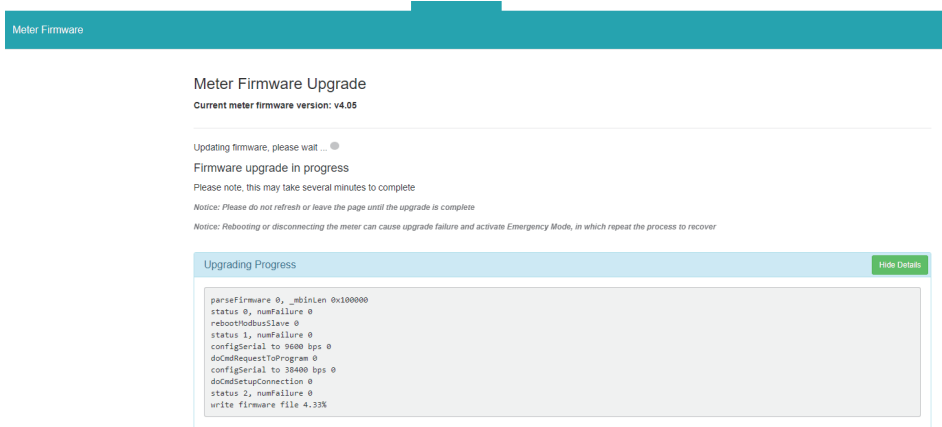 Meter Firmware
Meter Firmware Upgrade
Current meter firmware version: v4.05
Updating firmware, please wait ...
Firmware upgrade in progress
Please note, this may take several minutes to complete
Notice: Please do not refresh or leave the page until the upgrade is complete
Notice: Rebooting or disconnecting the meter can cause upgrade failure and activate Emergency Mode, in which repeat the process to recover
Upgrading Progress
Hide Details
parseFirmware 0, _mbinLen 0x100000
status 0, numFailure 0
rebootModbusSlave 0
status 1, numFailure 0
configSerial to 9600 bps 0
doCmdRequestToProgram 0
configSerial to 38400 bps 0
doCmdSetupConnection 0
status 2, numFailure 0
write firmware file 4.33%